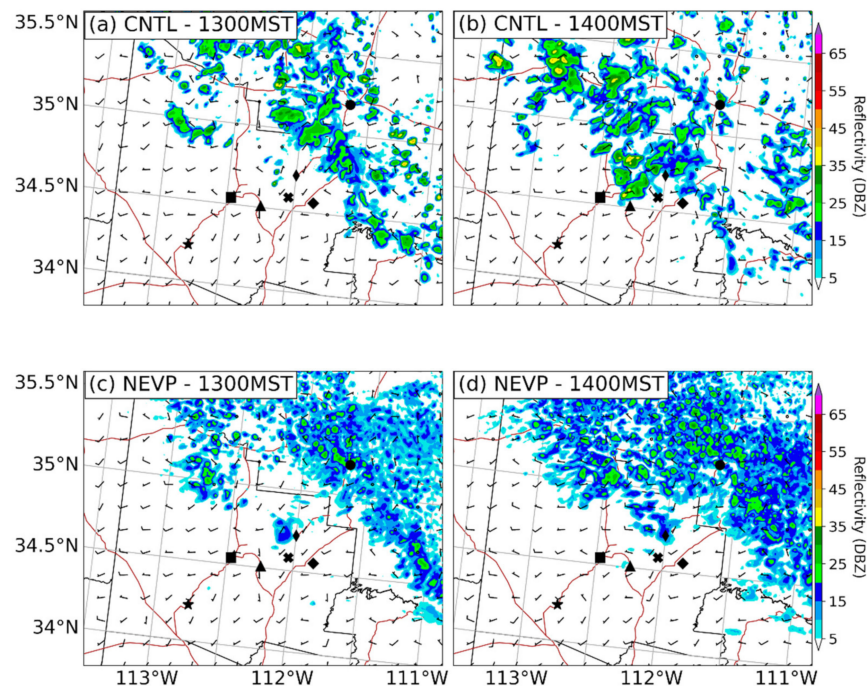 (a) CNTL - 1300MST
(b) CNTL - 1400MST
35.5°N
35°N
34.5°N
34°N
65
55
45
35
25
15
5
Reflectivity (DBZ)
(c) NEVP - 1300MST
(d) NEVP - 1400MST
35.5°N
35°N
34.5°N
34°N
113°W
112°W
111°W
113°W
112°W
111°W
65
55
45
35
25
15
5
Reflectivity (DBZ)